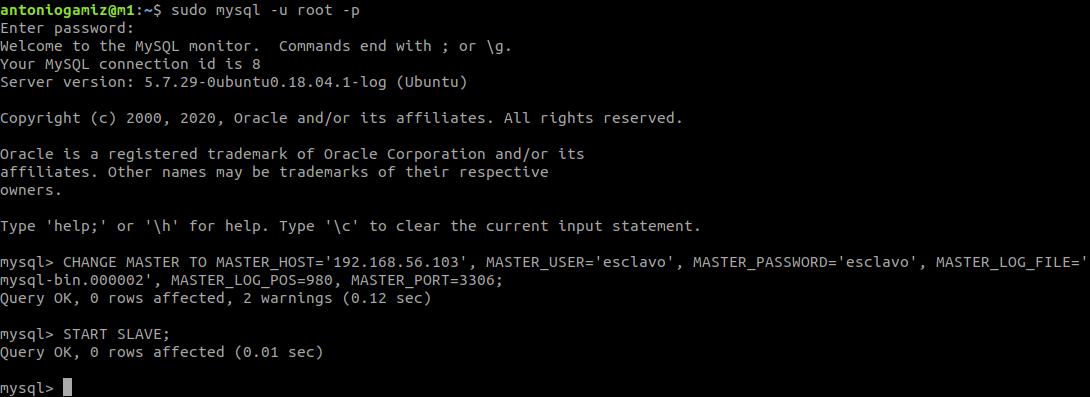 antoniogamiz@m1:~$ sudo mysql -u root -p
Enter password:
Welcome to the MySQL monitor.  Commands end with ; or \g.
Your MySQL connection id is 8
Server version: 5.7.29-0ubuntu0.18.04.1-log (Ubuntu)
Copyright (c) 2000, 2020, Oracle and/or its affiliates. All rights reserved.
Oracle is a registered trademark of Oracle Corporation and/or its
affiliates. Other names may be trademarks of their respective
owners.
Type 'help;' or '\h' for help. Type '\c' to clear the current input statement.
mysql> CHANGE MASTER TO MASTER_HOST='192.168.56.103', MASTER_USER='esclavo', MASTER_PASSWORD='esclavo', MASTER_LOG_FILE='
mysql-bin.000002', MASTER_LOG_POS=980, MASTER_PORT=3306;
Query OK, 0 rows affected, 2 warnings (0.12 sec)
mysql> START SLAVE;
Query OK, 0 rows affected (0.01 sec)
mysql>